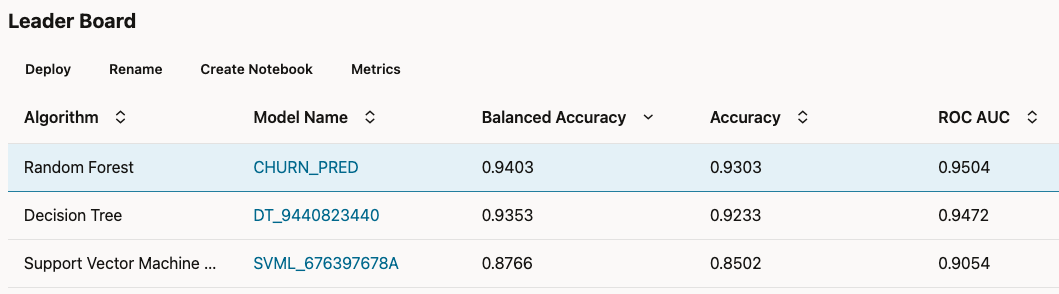 Leader Board
Deploy Rename Create Notebook Metrics
Algorithm Model Name Balanced Accuracy Accuracy ROC AUC
Random Forest CHURN_PRED 0.9403 0.9303 0.9504
Decision Tree DT_9440823440 0.9353 0.9233 0.9472
Support Vector Machine ... SVML_676397678A 0.8766 0.8502 0.9054